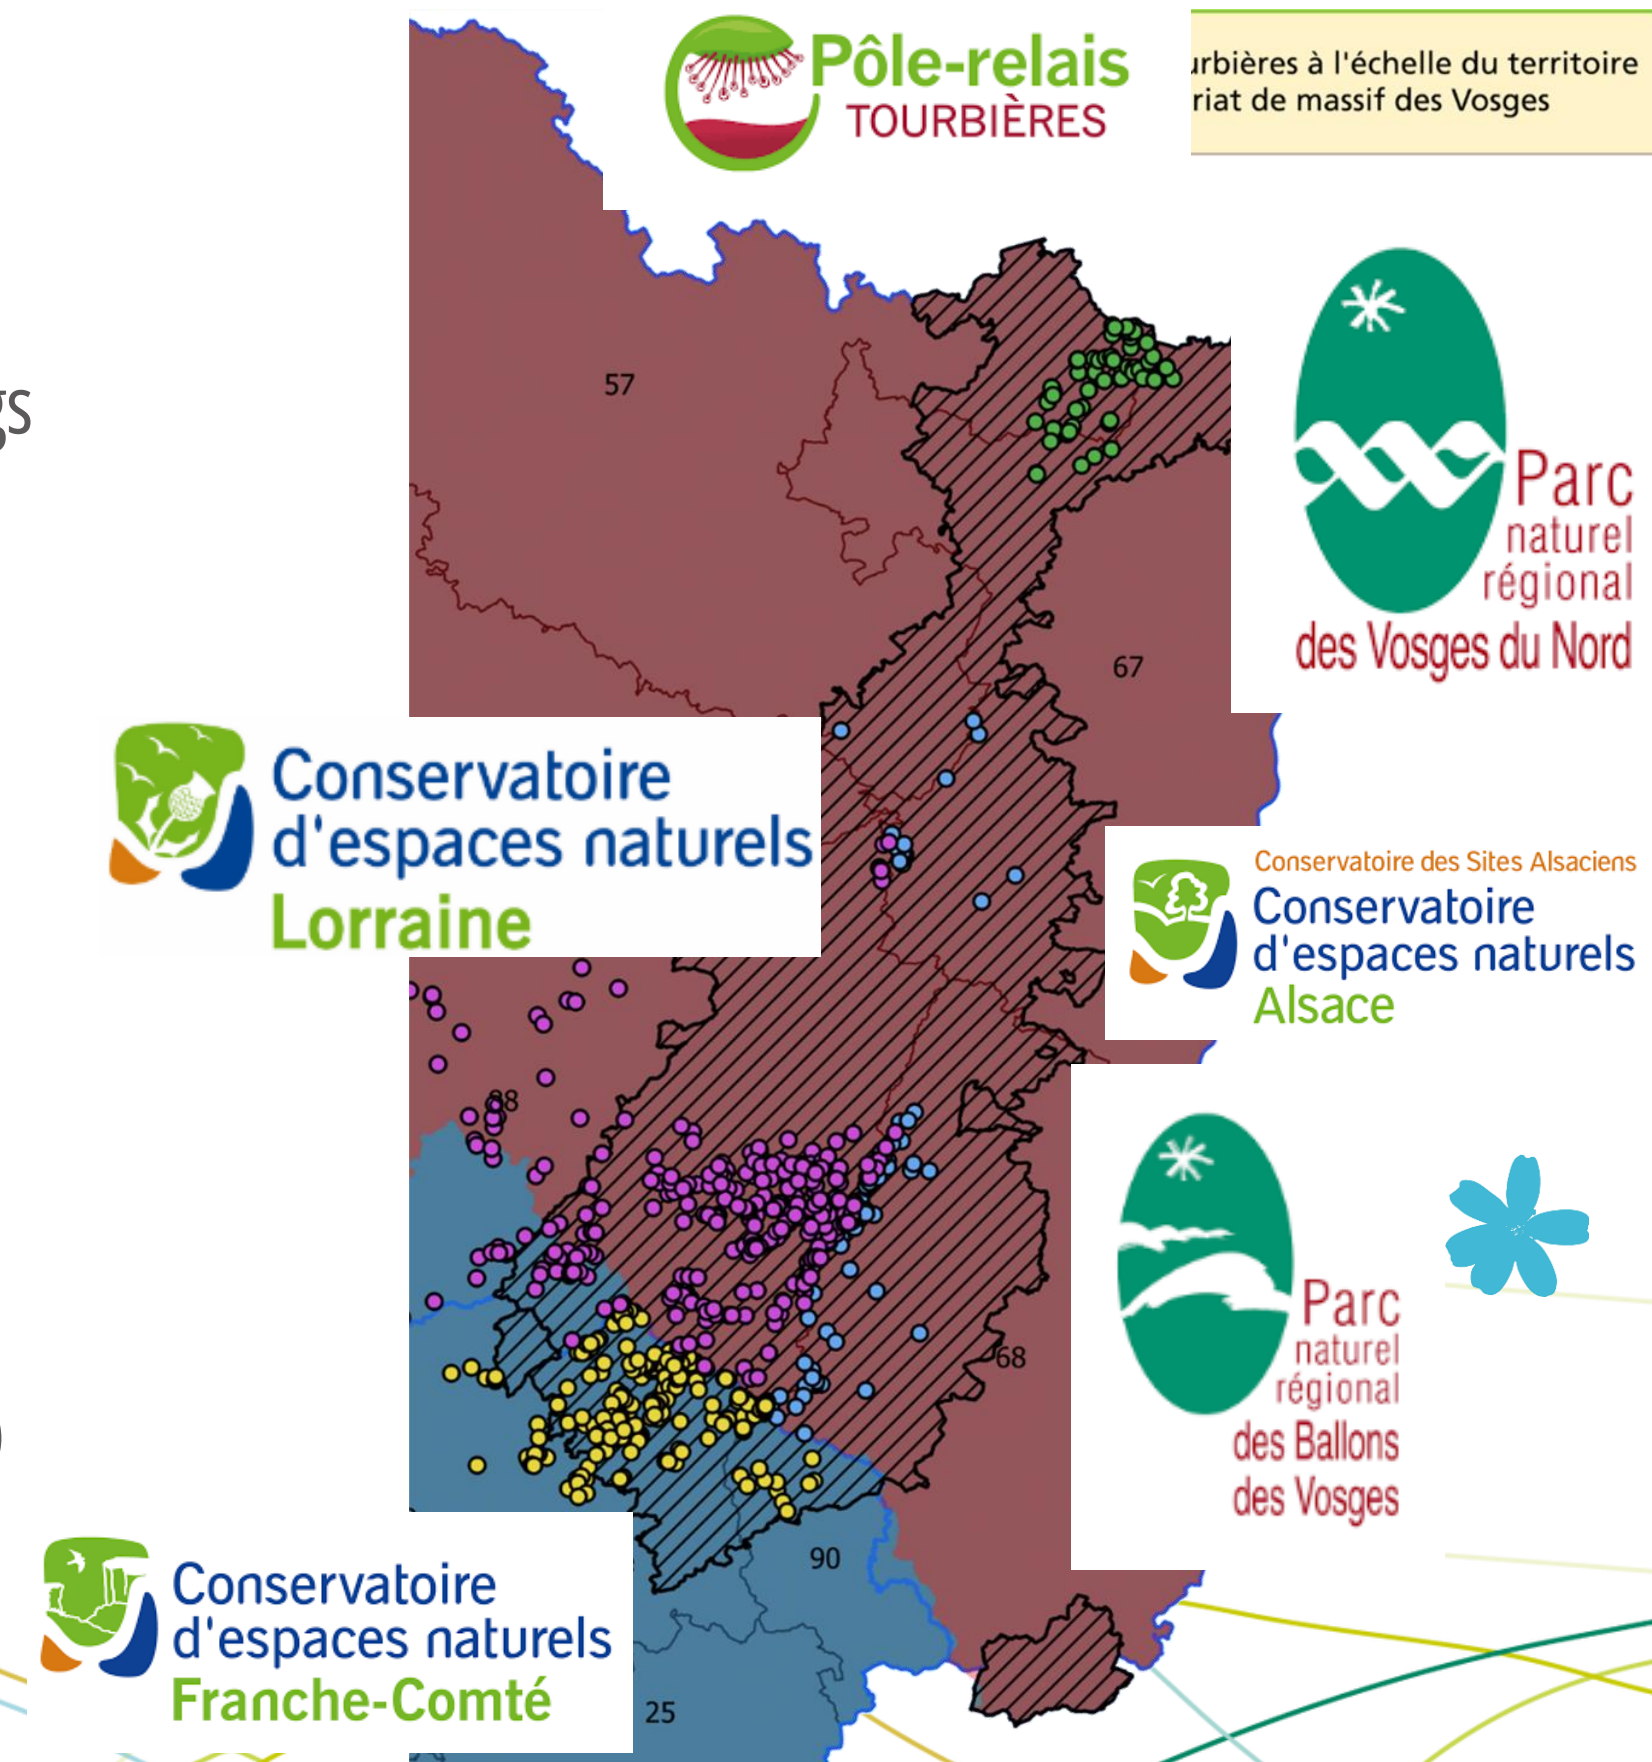 Pôle-relais
TOURBIÈRES
urbières à l'échelle du territoire
riat de massif des Vosges
gs
57
Parc
naturel
régional
des Vosges du Nord
67
Conservatoire
d'espaces naturels
Lorraine
Conservatoire des Sites Alsaciens
Conservatoire
d'espaces naturels
Alsace
88
68
Parc
naturel
régional
des Ballons
des Vosges
)
90
Conservatoire
d'espaces naturels
Franche-Comté
25